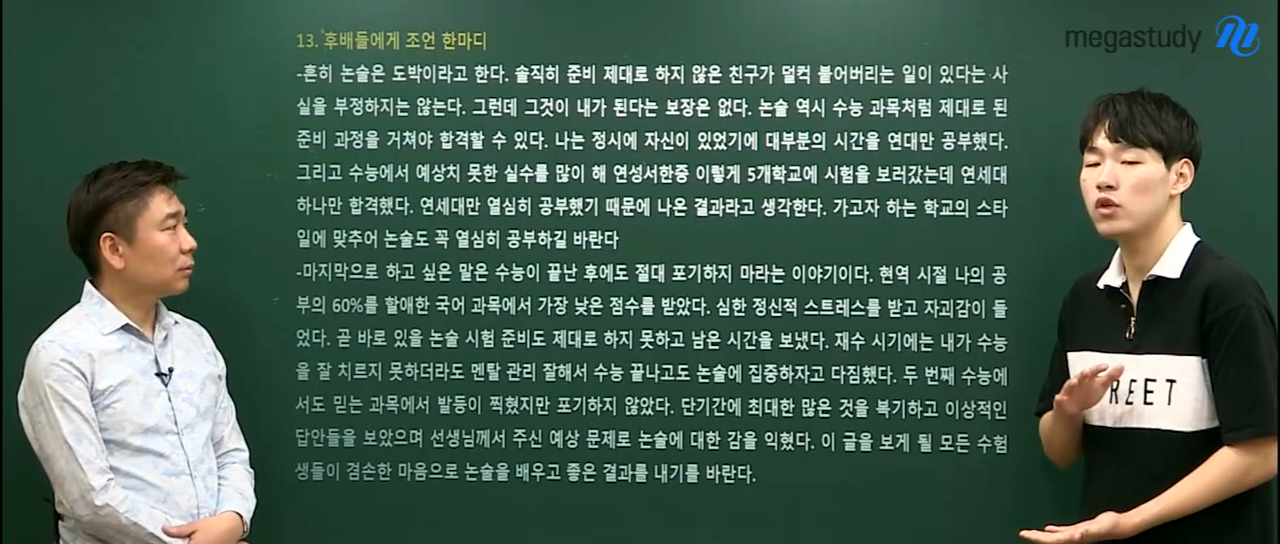 megastudy
13. 후배들에게 조언 한마디
-흔히 논술은 도박이라고 한다. 솔직히 준비 제대로 하지 않은 친구가 덜컥 붙어버리는 일이 있다는 사
실을 부정하지는 않는다. 그런데 그것이 내가 된다는 보장은 없다. 논술 역시 수능 과목처럼 제대로 된
준비 과정을 거쳐야 합격할 수 있다. 나는 정시에 자신이 있었기에 대부분의 시간을 연대만 공부했다.
그리고 수능에서 예상치 못한 실수를 많이 해 연성서한중 이렇게 5개학교에 시험을 보러갔는데 연세대
하나만 합격했다. 연세대만 열심히 공부했기 때문에 나온 결과라고 생각한다. 가고자 하는 학교의 스타
일에 맞추어 논술도 꼭 열심히 공부하길 바란다
-마지막으로 하고 싶은 말은 수능이 끝난 후에도 절대 포기하지 마라는 이야기이다. 현역 시절 나의 공
부의 60%를 할애한 국어 과목에서 가장 낮은 점수를 받았다. 심한 정신적 스트레스를 받고 자괴감이 들
었다. 곧 바로 있을 논술 시험 준비도 제대로 하지 못하고 남은 시간을 보냈다. 재수 시기에는 내가 수능
을 잘 치르지 못하더라도 멘탈 관리 잘해서 수능 끝나고도 논술에 집중하자고 다짐했다. 두 번째 수능에
서도 믿는 과목에서 발등이 찍혔지만 포기하지 않았다. 단기간에 최대한 많은 것을 복기하고 이상적인
답안들을 보았으며 선생님께서 주신 예상 문제로 논술에 대한 감을 익혔다. 이 글을 보게 될 모든 수험
생들이 겸손한 마음으로 논술을 배우고 좋은 결과를 내기를 바란다.
REET